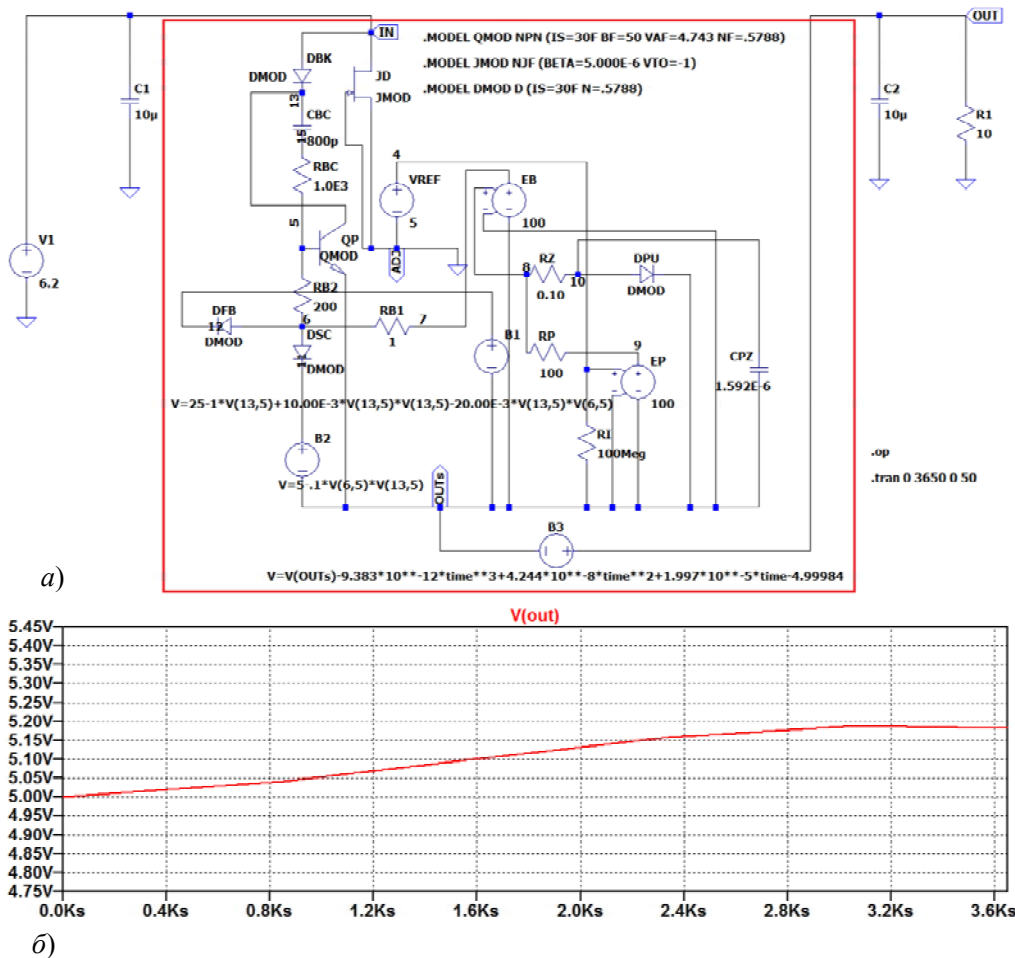 IN
OUT
.MODEL QMOD NPN (IS=30F BF=50 VAF=4.743 NF=.5788)
.MODEL JMOD NJF (BETA=5.000E-6 VTO=-1)
.MODEL DMOD D (IS=30F N=.5788)
DBK
DMOD
13
JD
JMOD
C1
10µ
CBC
15
800p
RBC
1.0E3
C2
10µ
R1
10
4
VREF
5
EB
100
5
QP
QMOD
ADJ
V1
6.2
RB2
200
8
RZ
0.10
10
DPU
DMOD
DFB
12
DMOD
6
RB1
1
7
DSC
11
DMOD
B1
RP
100
9
EP
100
CPZ
1.592E-6
V=25-1*V(13,5)+10.00E-3*V(13,5)*V(13,5)-20.00E-3*V(13,5)*V(6,5)
RI
100Meg
B2
V=5-.1*V(6,5)*V(13,5)
OUTs
.op
.tran 0 3650 0 50
B3
V=V(OUTs)-9.383*10**-12*time**3+4.244*10**-8*time**2+1.997*10**-5*time-4.99984
а)
V(out)
5.45V
5.40V
5.35V
5.30V
5.25V
5.20V
5.15V
5.10V
5.05V
5.00V
4.95V
4.90V
4.85V
4.80V
4.75V
0.0Ks 0.4Ks 0.8Ks 1.2Ks 1.6Ks 2.0Ks 2.4Ks 2.8Ks 3.2Ks 3.6Ks
б)